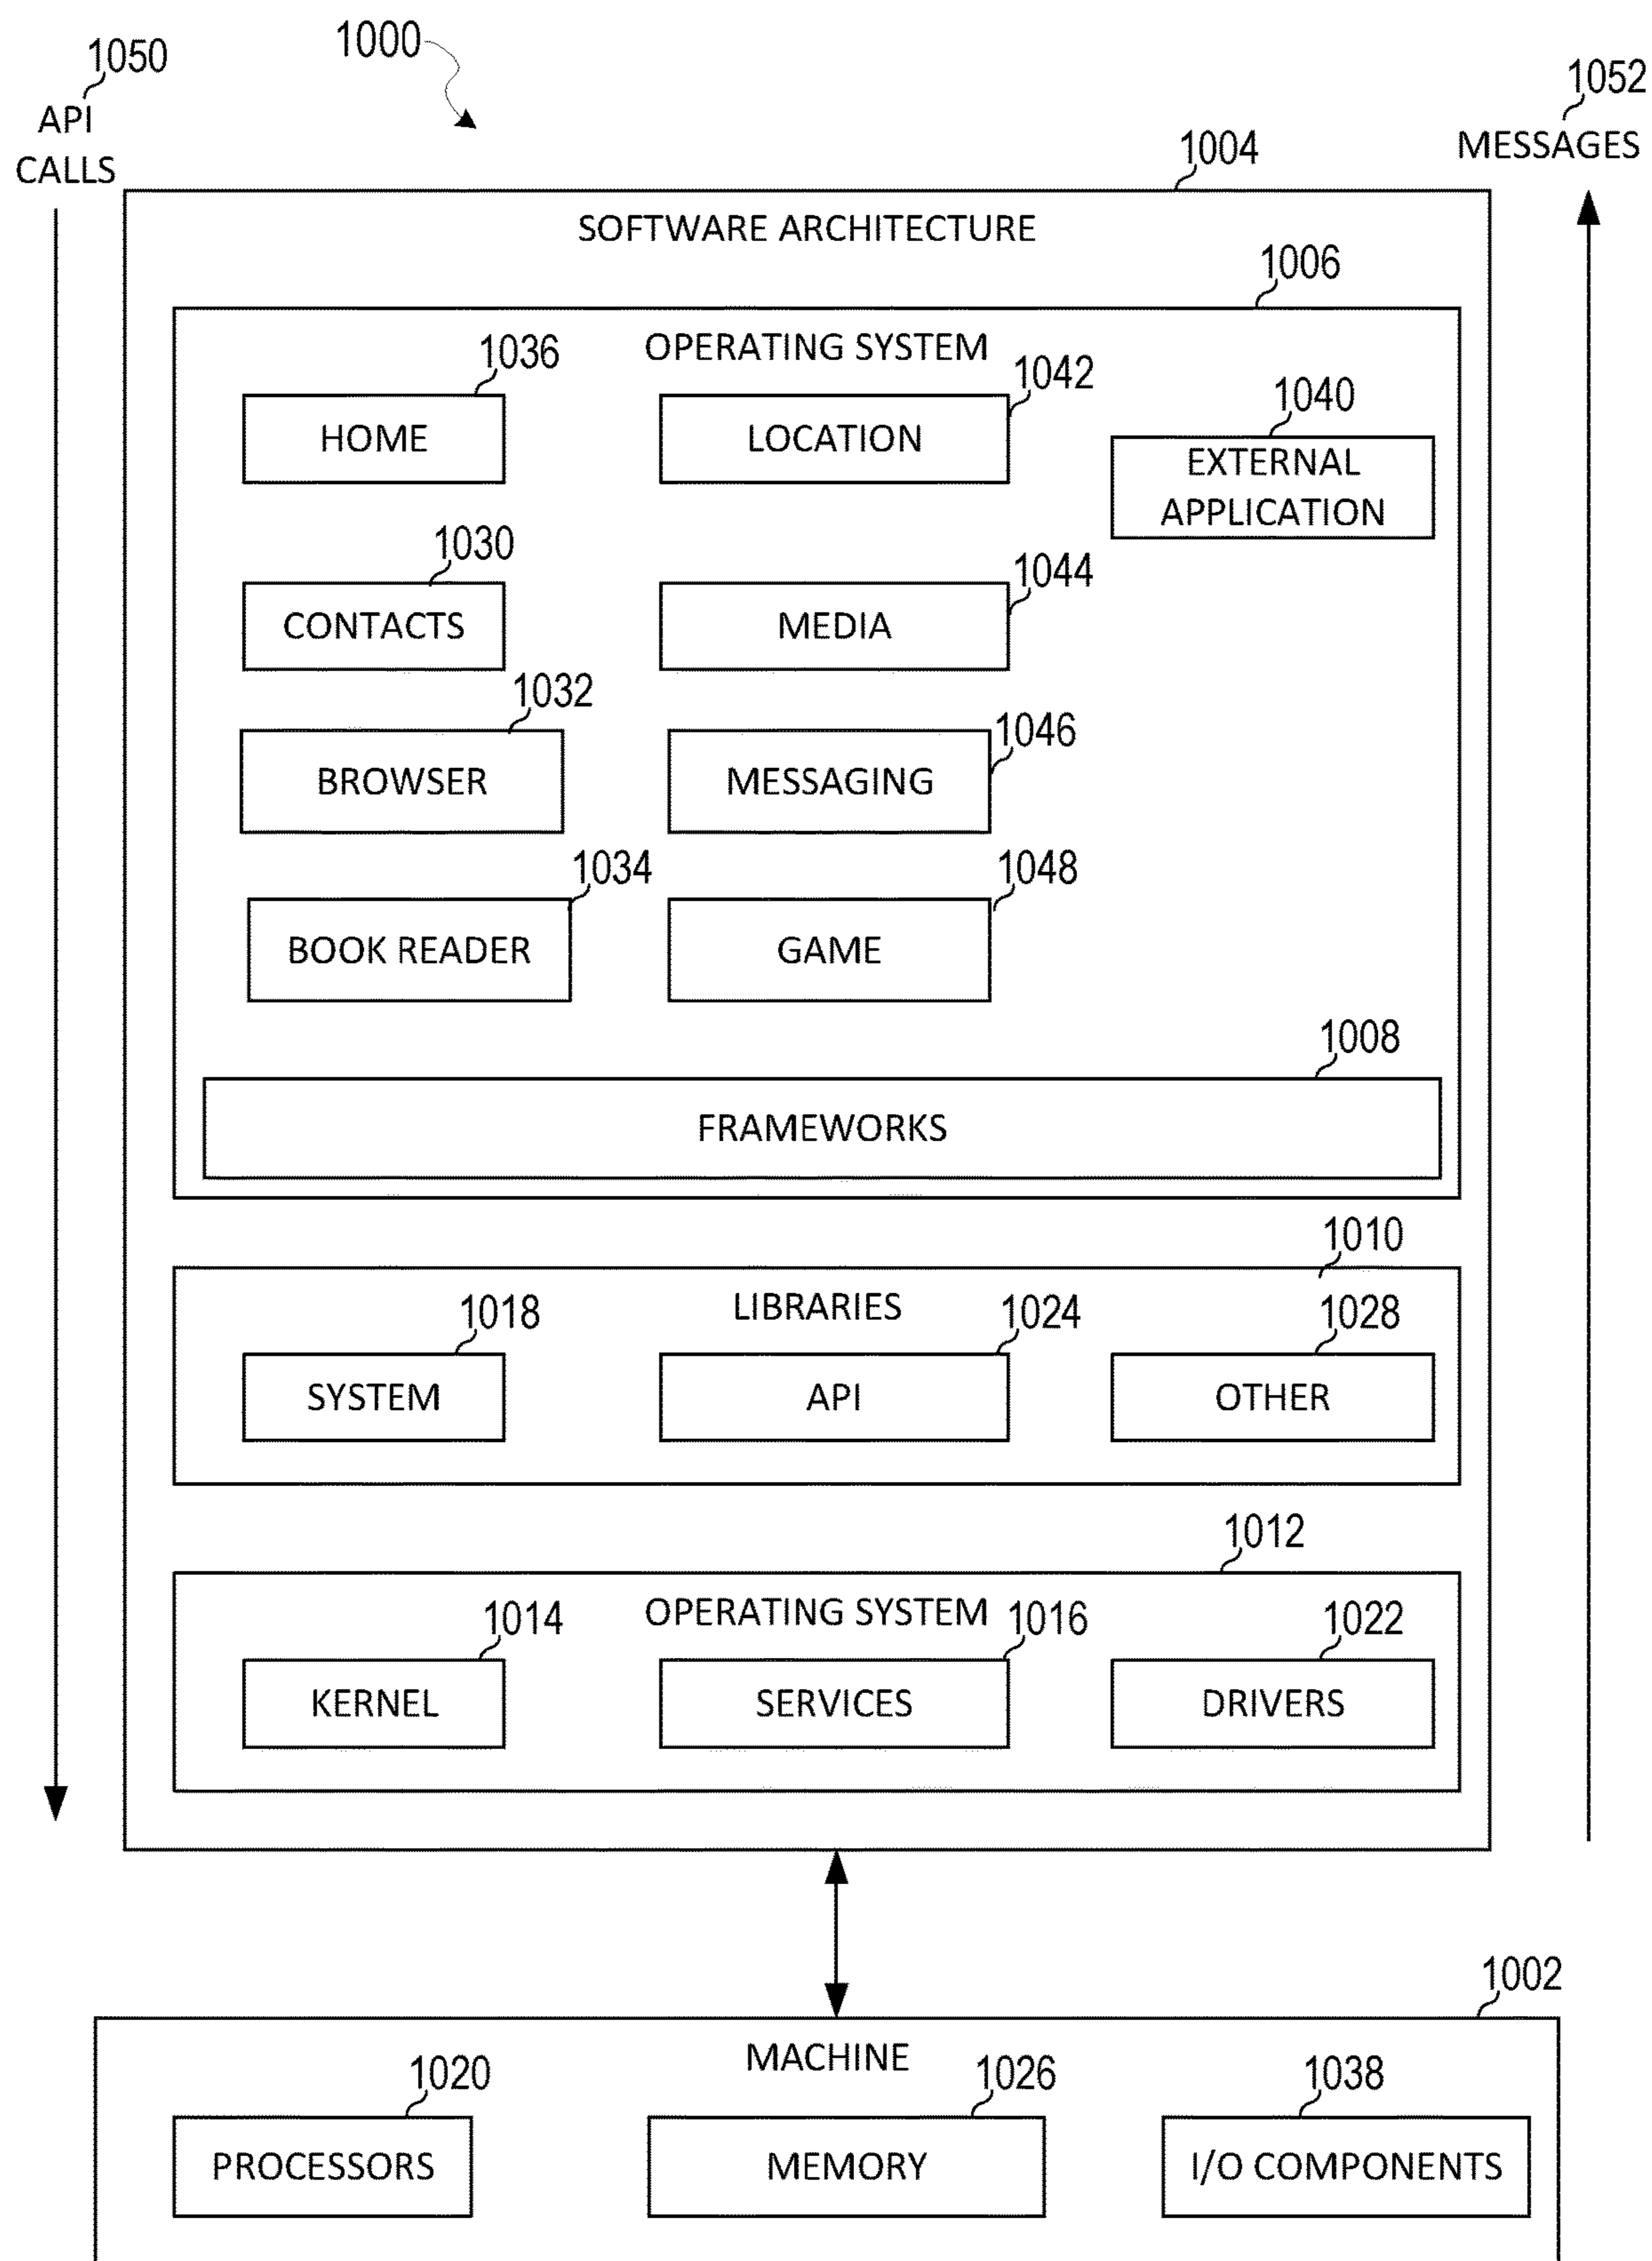 1050
1000
1052
API
CALLS
MESSAGES
1004
SOFTWARE ARCHITECTURE
1006
OPERATING SYSTEM
1036
1042
1040
HOME
LOCATION
EXTERNAL
APPLICATION
1030
1044
CONTACTS
MEDIA
1032
1046
BROWSER
MESSAGING
1034
1048
BOOK READER
GAME
1008
FRAMEWORKS
1010
LIBRARIES
1018
1024
1028
SYSTEM
API
OTHER
1012
OPERATING SYSTEM
1014
1016
1022
KERNEL
SERVICES
DRIVERS
1002
MACHINE
1020
1026
1038
PROCESSORS
MEMORY
I/O COMPONENTS